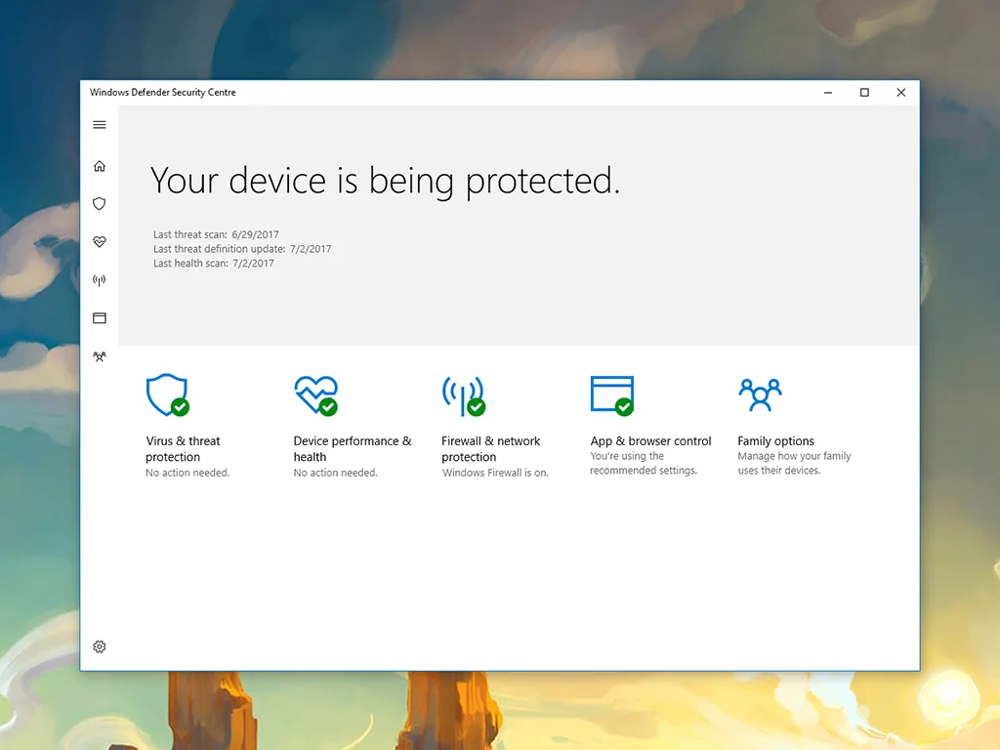 Windows Defender Security Centre
Your device is being protected.
Last threat scan: 6/29/2017
Last threat definition update: 7/2/2017
Last health scan: 7/2/2017
Virus & threat
protection
No action needed.
Device performance &
health
No action needed.
Firewall & network
protection
Windows Firewall is on.
App & browser control
You're using the
recommended settings.
Family options
Manage how your family
uses their devices.